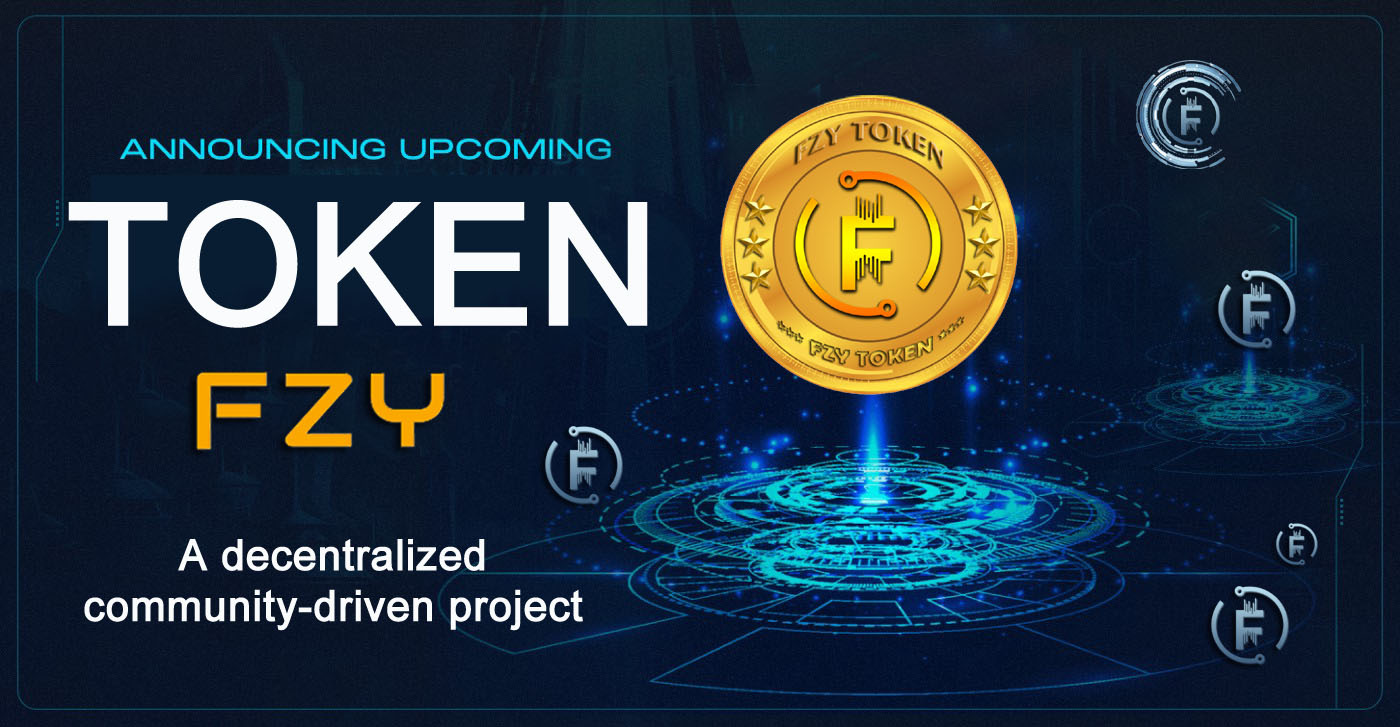 ANNOUNCING UPCOMING
TOKEN
FZY
A decentralized
community-driven project
FZY TOKEN
F
FZY TOKEN
F
F
F
F
F